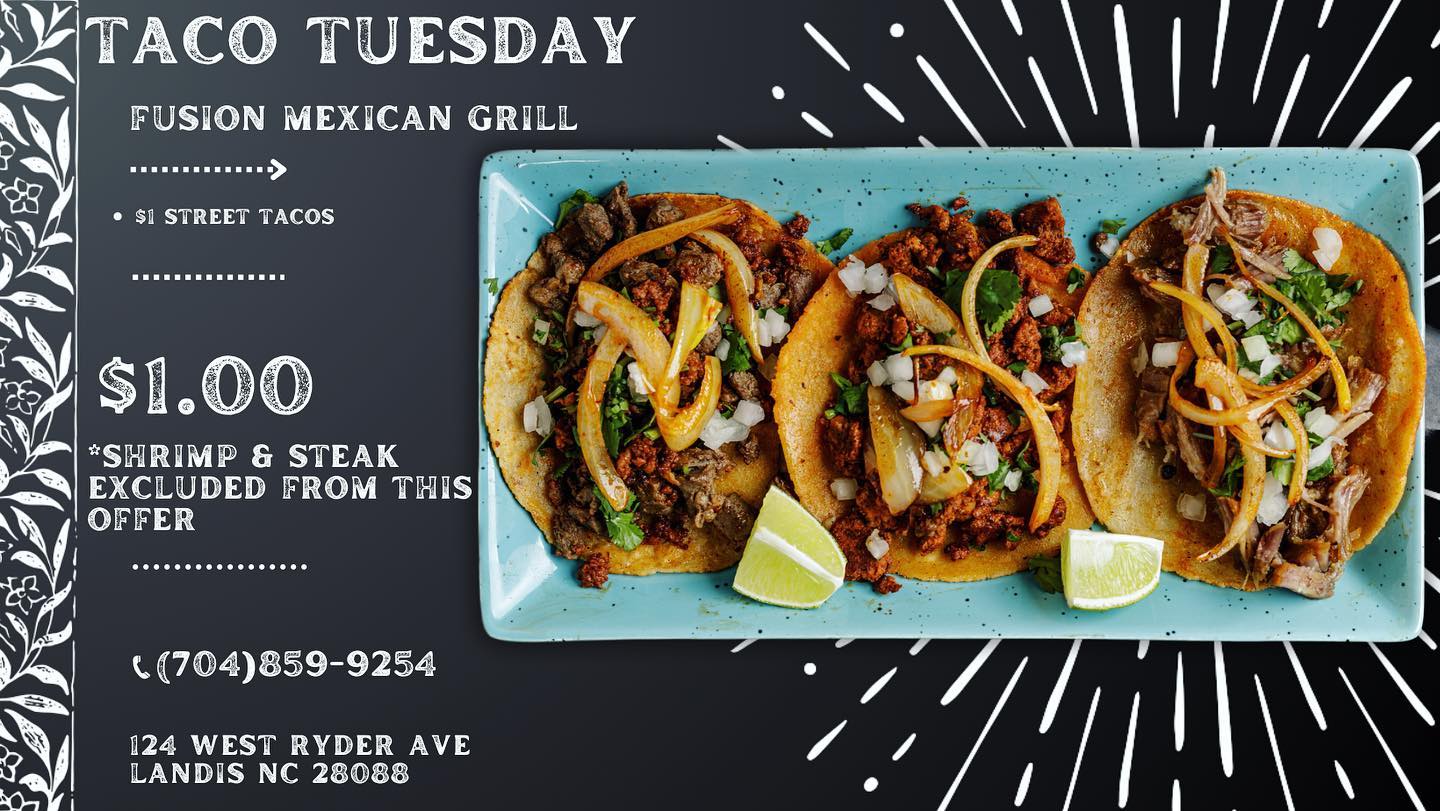 TACO TUESDAY
FUSION MEXICAN GRILL
• $1 STREET TACOS
$1.00
*SHRIMP & STEAK
EXCLUDED FROM THIS
OFFER
(704)859-9254
124 WEST RYDER AVE
LANDIS NC 28088